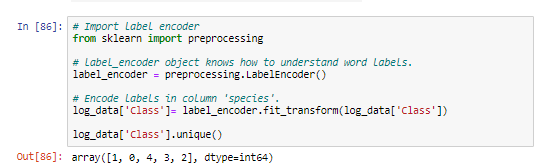 In [86]: # Import label encoder
from sklearn import preprocessing
# label_encoder object knows how to understand word labels.
label_encoder = preprocessing.LabelEncoder()
# Encode labels in column 'species'.
log_data['Class']= label_encoder.fit_transform(log_data['Class'])
log_data['Class'].unique()
Out[86]: array([1, 0, 4, 3, 2], dtype=int64)